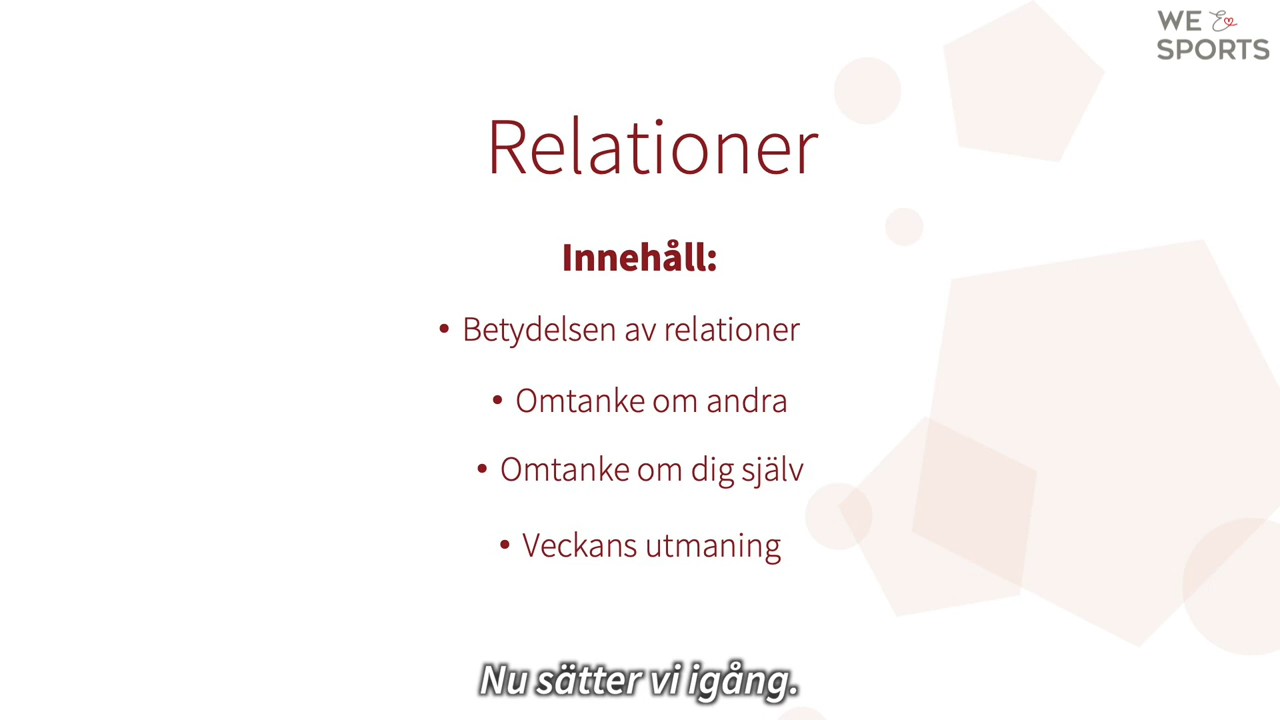 WE
SPORTS
Relationer
Innehåll:
• Betydelsen av relationer
• Omtanke om andra
• Omtanke om dig själv
• Veckans utmaning
Nu sätter vi igång.